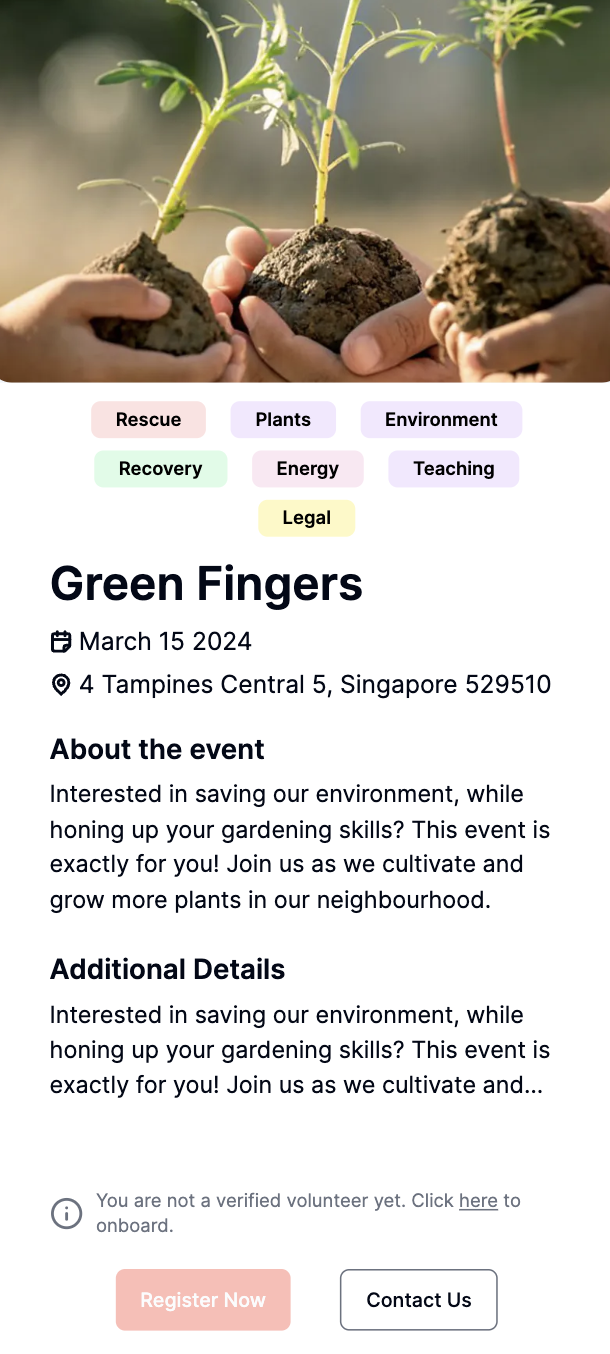 Rescue Plants Environment
Recovery Energy Teaching
Legal
Green Fingers
March 15 2024
4 Tampines Central 5, Singapore 529510
About the event
Interested in saving our environment, while
honing up your gardening skills? This event is
exactly for you! Join us as we cultivate and
grow more plants in our neighbourhood.
Additional Details
Interested in saving our environment, while
honing up your gardening skills? This event is
exactly for you! Join us as we cultivate and...
You are not a verified volunteer yet. Click here to
onboard.
Register Now Contact Us